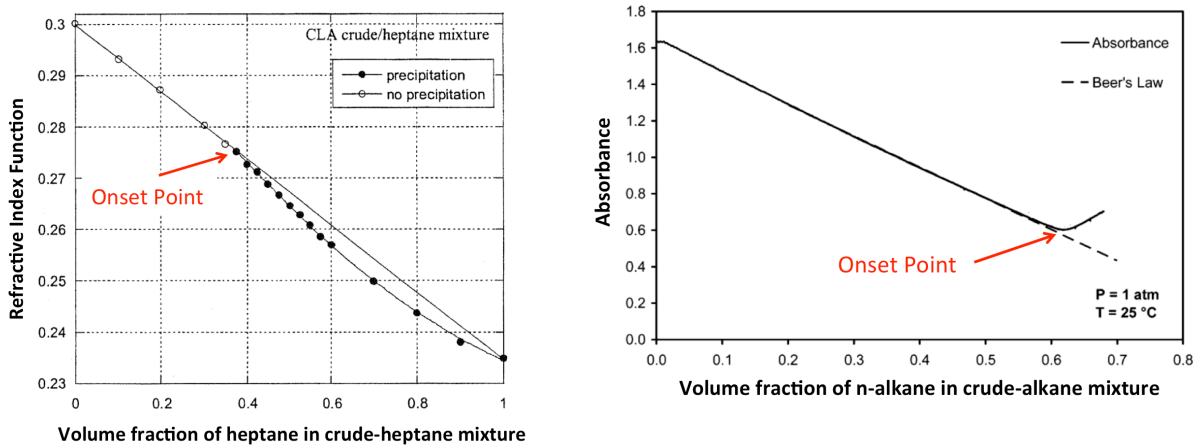 0.3
0.29
0.28
0.27
0.26
0.25
0.24
0.23
Refractive Index Function
CLA crude/heptane mixture
precipitation
no precipitation
Onset Point
0
0.2
0.4
0.6
0.8
1
Volume fraction of heptane in crude-heptane mixture
1.8
1.6
1.4
1.2
1.0
0.8
0.6
0.4
0.2
0.0
Absorbance
Absorbance
Beer's Law
Onset Point
P = 1 atm
T = 25 °C
0.0
0.1
0.2
0.3
0.4
0.5
0.6
0.7
0.8
Volume fraction of n-alkane in crude-alkane mixture